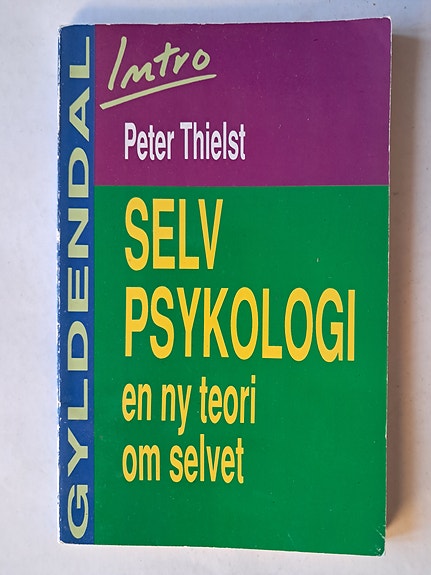 GYLDENDAL
Intro
Peter Thielst
SELV
PSYKOLOGI
en ny teori
om selvet